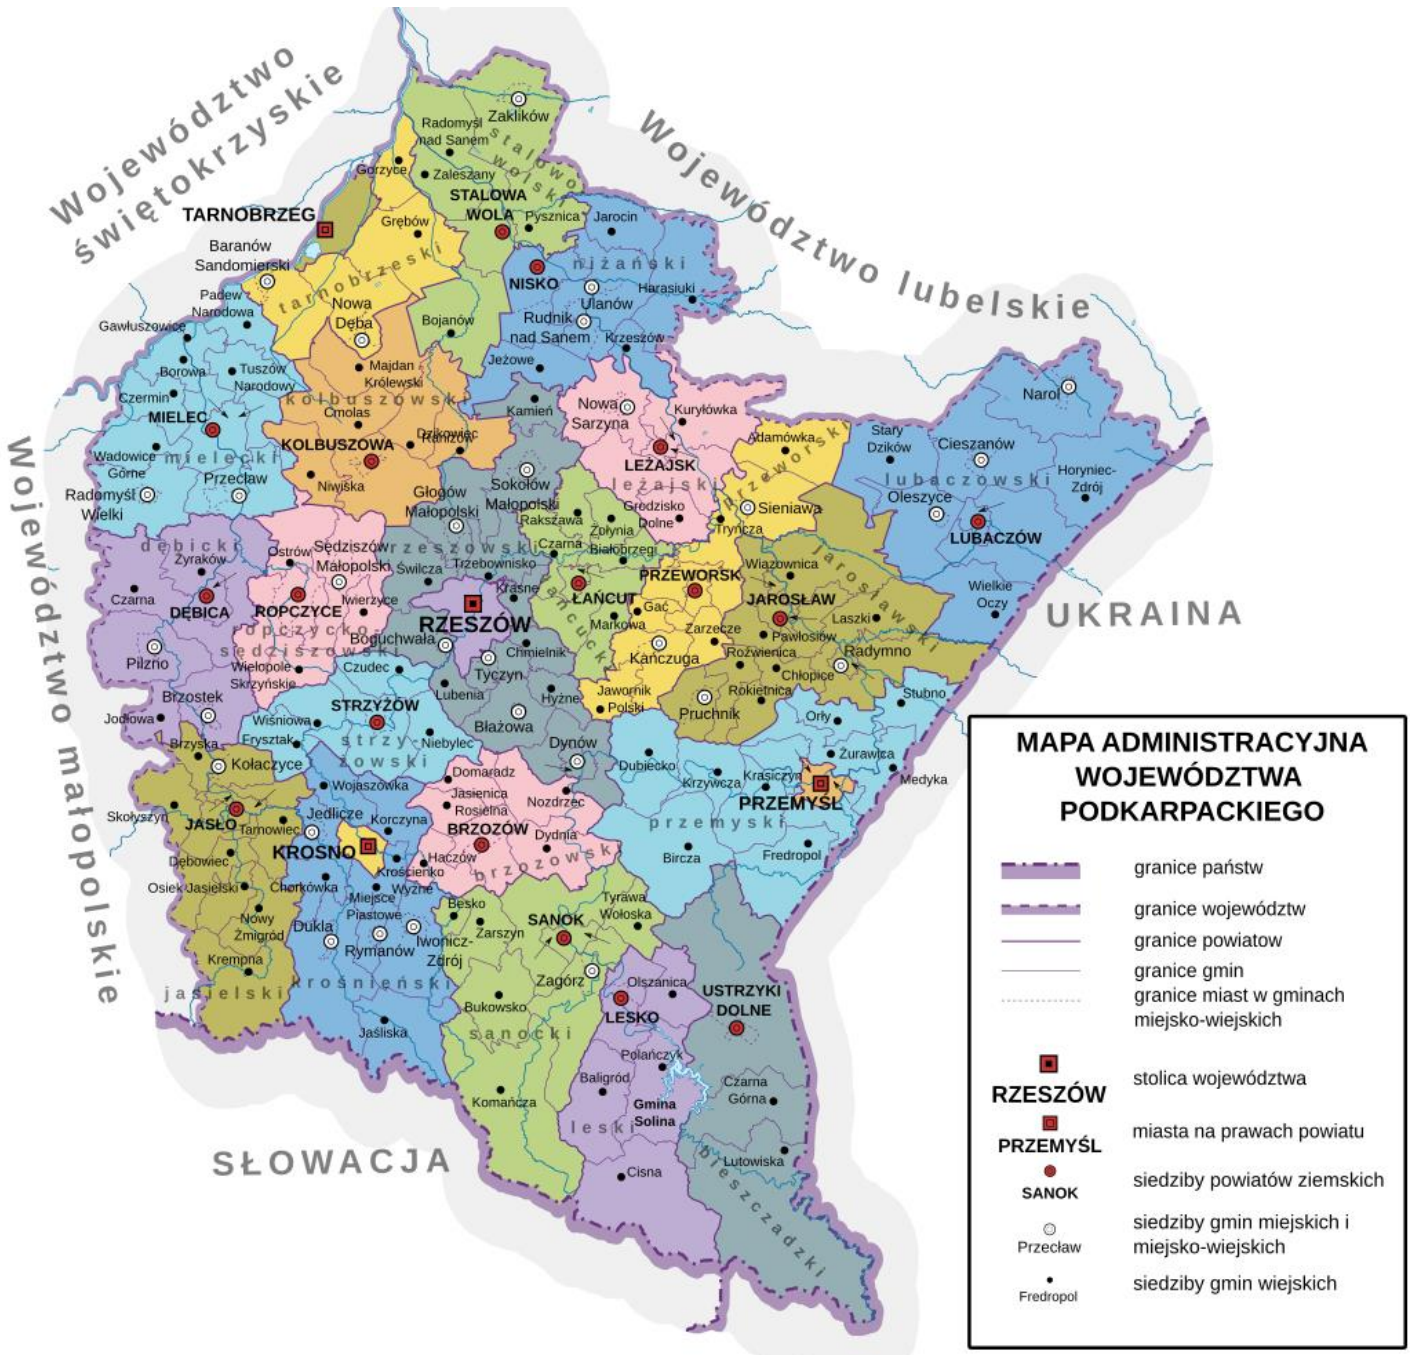 Województwo
świętokrzyskie
Województwo lubelskie
Województwo małopolskie
UKRAINA
SŁOWACJA
Zaklików
Radomyśl
nad Sanem
stalowo
wolski
Gorzyce
Zaleszany
STALOWA
WOLA
Pysznica
Jarocin
TARNOBRZEG
Grębów
Baranów
Sandomierski
tarnobrzeski
niżański
NISKO
Ulanów
Harasiuki
Padew
Narodowa
Nowa
Dęba
Rudnik
nad Sanem
Gawłuszowice
Bojanów
Krzeszów
Borowa
Tuszów
Narodowy
Majdan
Królewski
Jeżowe
Czermin
kolbuszowski
Kamień
Nowa
Sarzyna
Kuryłówka
Narol
MIELEC
Cmolas
KOLBUSZOWA
Dzikowiec
Raniżów
Adamówka
Stary
Dzików
Cieszanów
Wadowice
Górne
mielecki
Przecław
LEŻAJSK
leżajski
przeworski
lubaczowski
Horyniec-
Zdrój
Radomyśl
Wielki
Niwiska
Głogów
Małopolski
Sokołów
Małopolski
Grodzisko
Dolne
Sieniawa
Oleszyce
LUBACZÓW
Rakszawa
Żołynia
Tryńcza
dębicki
Żyraków
Ostrów
Sędziszów
Małopolski
rzeszowski
Czarna
Białobrzegi
jarosławski
Świlcza
Trzebownisko
Wiązownica
Czarna
DĘBICA
ROPCZYCE
Iwierzyce
Krasne
ŁAŃCUT
łańcucki
PRZEWORSK
JAROSŁAW
Wielkie
Oczy
RZESZÓW
Gać
Markowa
Laszki
ropczycko
sędziszowski
Boguchwała
Chmielnik
Zarzecze
Pawłosiów
Pilzno
Kańczuga
Roźwienica
Radymno
Wielopole
Skrzyńskie
Czudec
Tyczyn
Chłopice
Brzostek
Lubenia
Hyżne
Jawornik
Polski
Rokietnica
Stubno
Jodłowa
Wiśniowa
STRZYŻÓW
Błażowa
Pruchnik
Orły
Frysztak
strzy-
żowski
Niebylec
Dynów
Brzyska
Kołaczyce
Dubiecko
Żurawica
Domaradz
Krzywcza
Krasiczyn
Medyka
Wojaszówka
Jasienica
Rosielna
Nozdrzec
PRZEMYŚL
Skołyszyn
JASŁO
Tarnowiec
Jedlicze
Korczyna
BRZOZÓW
Dydnia
przemyski
KROSNO
Haczów
brzozowski
Bircza
Fredropol
Dębowiec
Krościenko
Wyżne
Osiek Jasielski
Chorkówka
Miejsce
Piastowe
Besko
Tyrawa
Wołoska
Nowy
Żmigród
Dukla
Rymanów
Iwonicz-
Zdrój
Zarszyn
SANOK
Krempna
Zagórz
jasielski
krośnieński
Bukowsko
Olszanica
USTRZYKI
DOLNE
LESKO
Jaśliska
sanocki
Polańczyk
Baligród
Czarna
Górna
Komańcza
Gmina
Solina
leski
Lutowiska
Cisna
bieszczadzki
MAPA ADMINISTRACYJNA
WOJEWÓDZTWA
PODKARPACKIEGO
granice państw
granice województw
granice powiatow
granice gmin
granice miast w gminach
miejsko-wiejskich
RZESZÓW
stolica województwa
PRZEMYŚL
miasta na prawach powiatu
SANOK
siedziby powiatów ziemskich
Przecław
siedziby gmin miejskich i
miejsko-wiejskich
Fredropol
siedziby gmin wiejskich